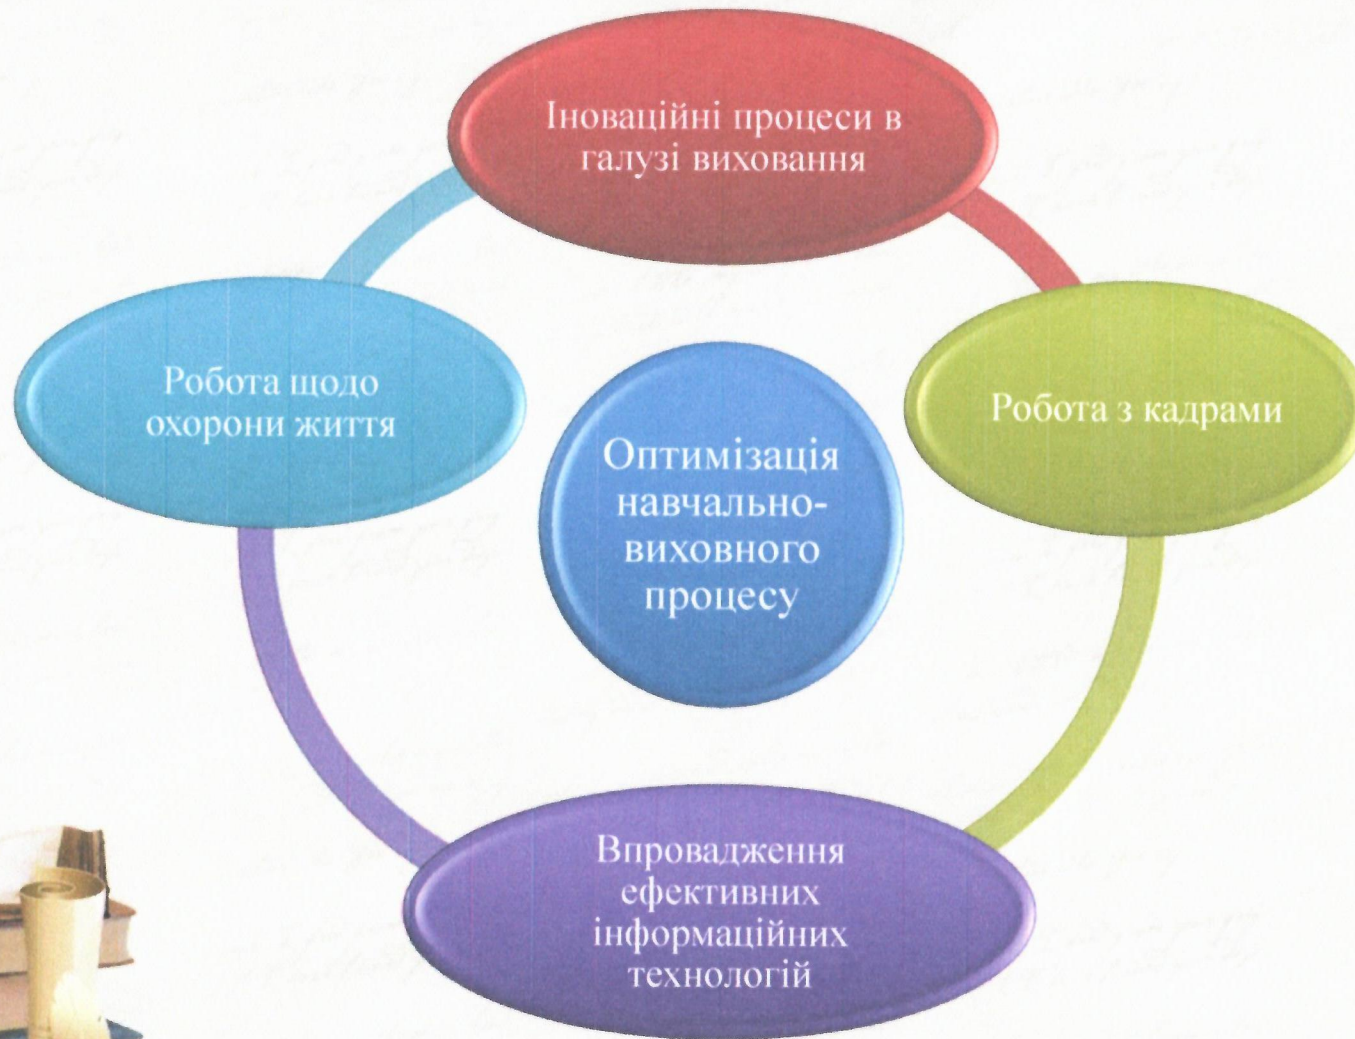 Іноваційні процеси в
галузі виховання
Робота щодо
охорони життя
Робота з кадрами
Оптимізація
навчально-
виховного
процесу
Впровадження
ефективних
інформаційних
технологій